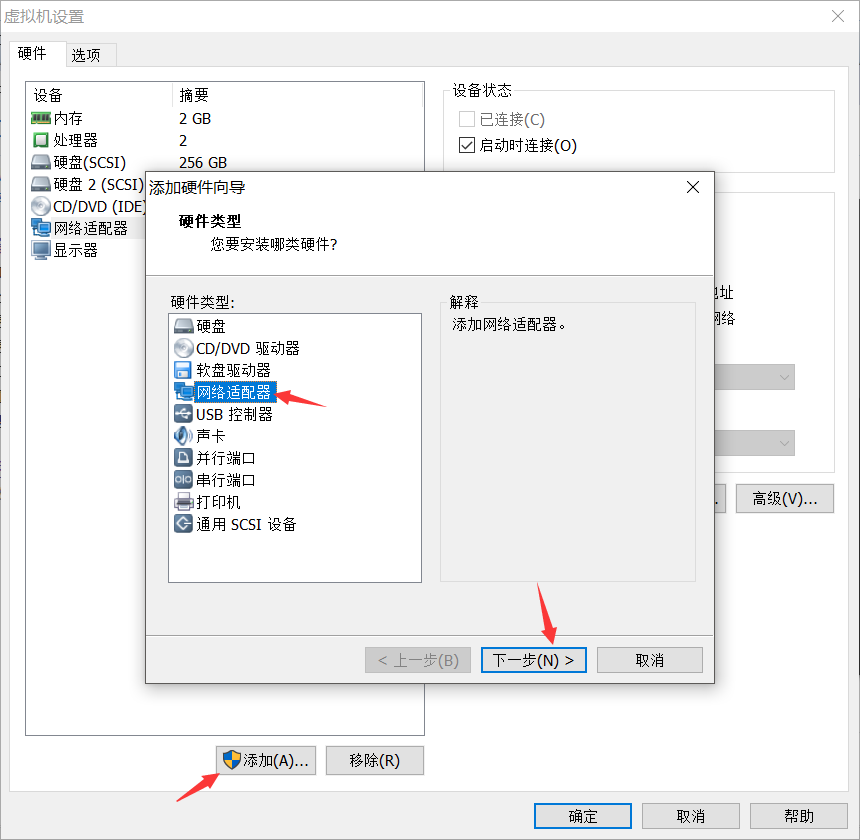 虚拟机设置
硬件 选项
设备 摘要
内存 2 GB
处理器 2
硬盘(SCSI) 256 GB
硬盘 2 (SCSI)
CD/DVD (IDE)
网络适配器
显示器
设备状态
已连接(C)
启动时连接(O)
添加硬件向导
硬件类型
您要安装哪类硬件?
硬件类型:
硬盘
CD/DVD 驱动器
软盘驱动器
网络适配器
USB 控制器
声卡
并行端口
串行端口
打印机
通用 SCSI 设备
解释
添加网络适配器。
址
网络
高级(V)...
< 上一步(B) 下一步(N) > 取消
添加(A)... 移除(R)
确定 取消 帮助